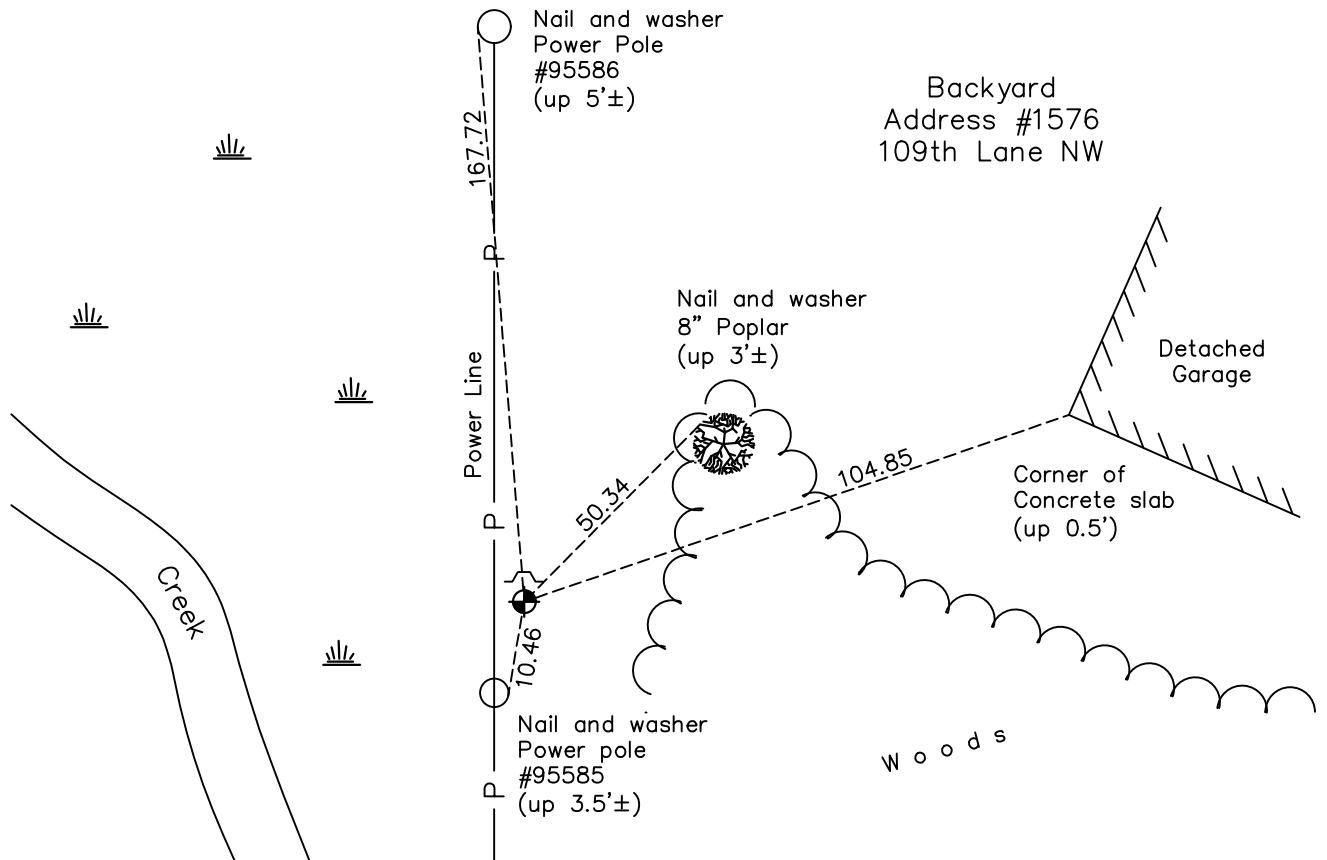 Nail and washer
Power Pole
#95586
(up 5'±)
Backyard
Address #1576
109th Lane NW
167.72
P
Nail and washer
8" Poplar
(up 3'±)
Detached
Garage
Power Line
104.85
Corner of
Concrete slab
(up 0.5')
50.34
P
Creek
10.46
Nail and washer
Power pole
#95585
(up 3.5'±)
Woods
P